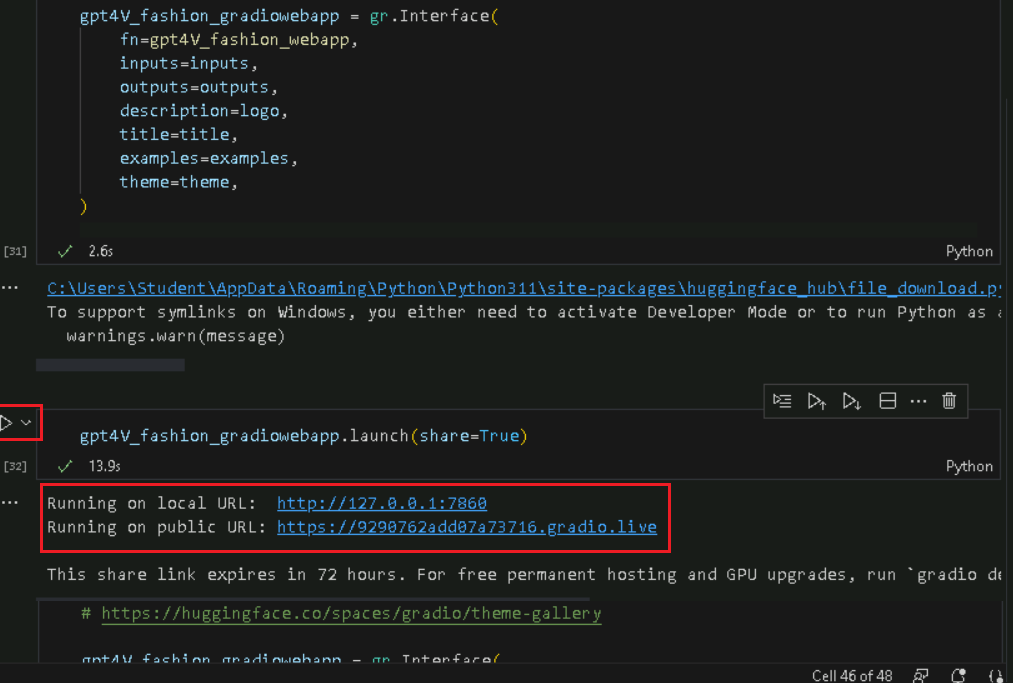 gpt4V_fashion_gradiowebapp = gr.Interface(
fn=gpt4V_fashion_webapp,
inputs=inputs,
outputs=outputs,
description=logo,
title=title,
examples=examples,
theme=theme,
)
[31] 2.6s Python
C:\Users\Student\AppData\Roaming\Python\Python311\site-packages\huggingface_hub\file_download.py
To support symlinks on Windows, you either need to activate Developer Mode or to run Python as a
warnings.warn(message)
gpt4V_fashion_gradiowebapp.launch(share=True)
[32] 13.9s Python
Running on local URL: http://127.0.0.1:7860
Running on public URL: https://9290762add07a73716.gradio.live
This share link expires in 72 hours. For free permanent hosting and GPU upgrades, run `gradio de
# https://huggingface.co/spaces/gradio/theme-gallery
gpt4V_fashion_gradiowebapp = gr.Interface(
Cell 46 of 48